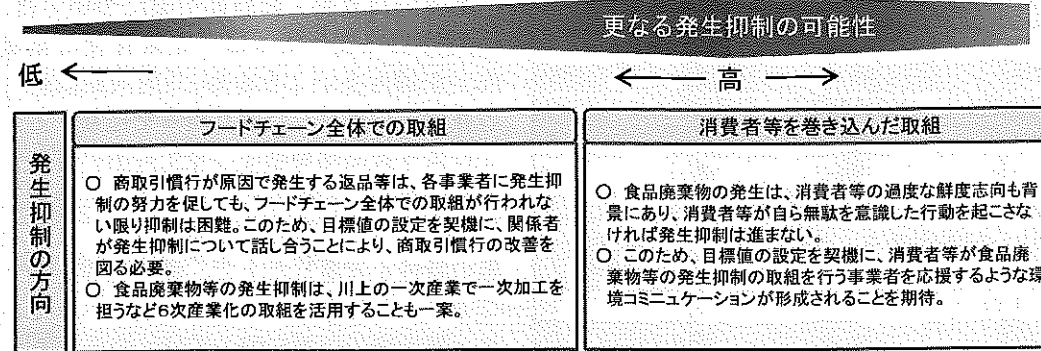 更なる発生抑制の可能性
低 ← ← 高 →
フードチェーン全体での取組
消費者等を巻き込んだ取組
発生抑制の方向
○ 商取引慣行が原因で発生する返品等は、各事業者に発生抑
制の努力を促しても、フードチェーン全体での取組が行われな
い限り抑制は困難。このため、目標値の設定を契機に、関係者
が発生抑制について話し合うことにより、商取引慣行の改善を
図る必要。
○ 食品廃棄物等の発生抑制は、川上の一次産業で一次加工を
担うなど6次産業化の取組を活用することも一案。
○ 食品廃棄物の発生は、消費者等の過度な鮮度志向も背
景にあり、消費者等が自ら無駄を意識した行動を起こさな
ければ発生抑制は進まない。
○ このため、目標値の設定を契機に、消費者等が食品廃
棄物等の発生抑制の取組を行う事業者を応援するような環
境コミニュケーションが形成されることを期待。